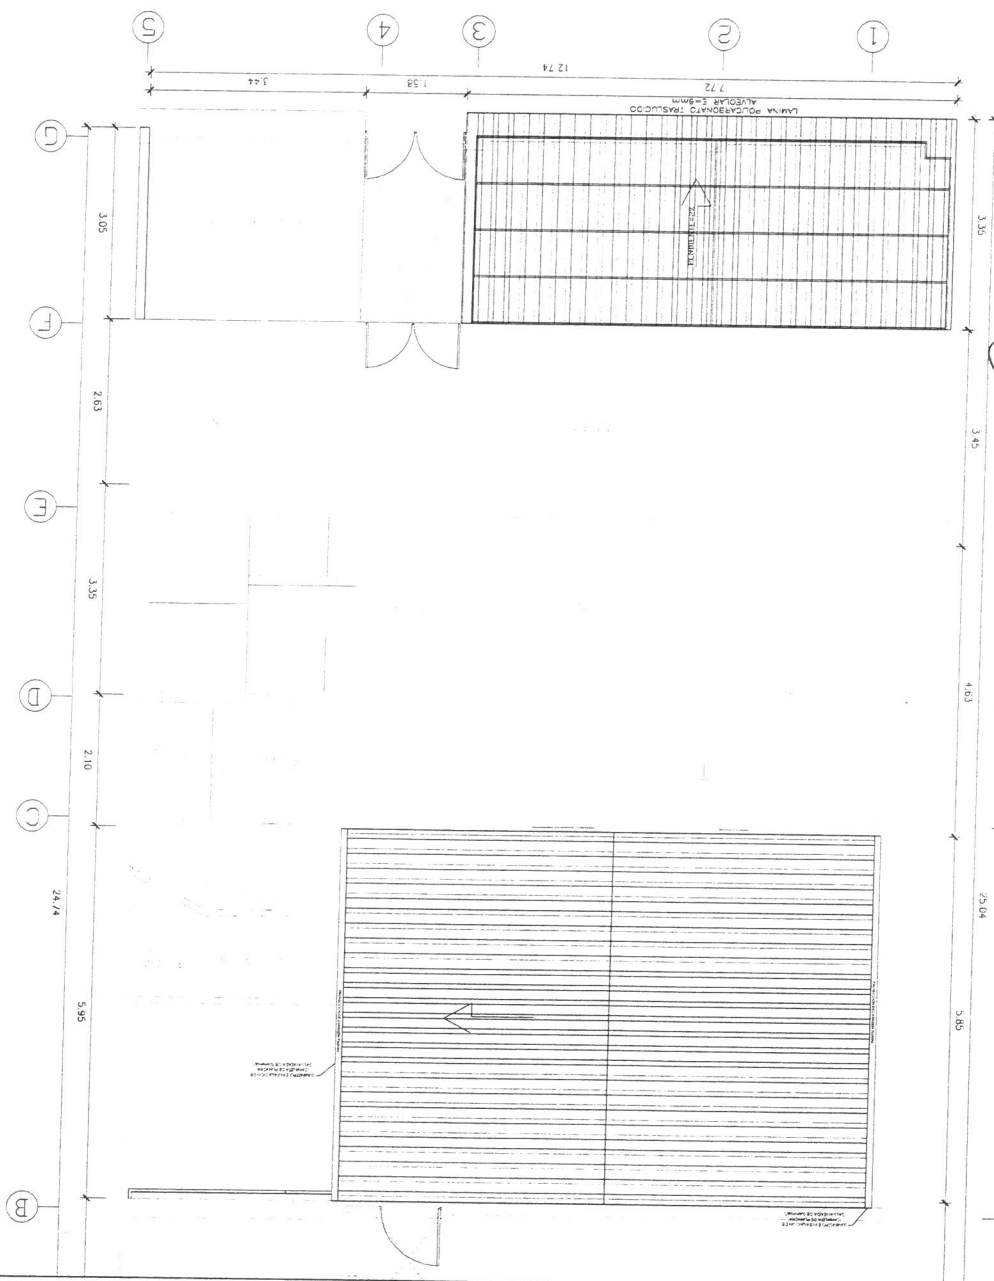 5
4
3
2
1
12.74
3.44
1.58
7.72
LAMINA POLICARBONATO TRASLUCIDO
ALVEOLAR E=6mm
G
3.05
3.35
PENDIENTE=2%
F
2.63
3.45
E
3.35
4.63
D
2.10
C
24.74
25.04
5.95
5.85
B